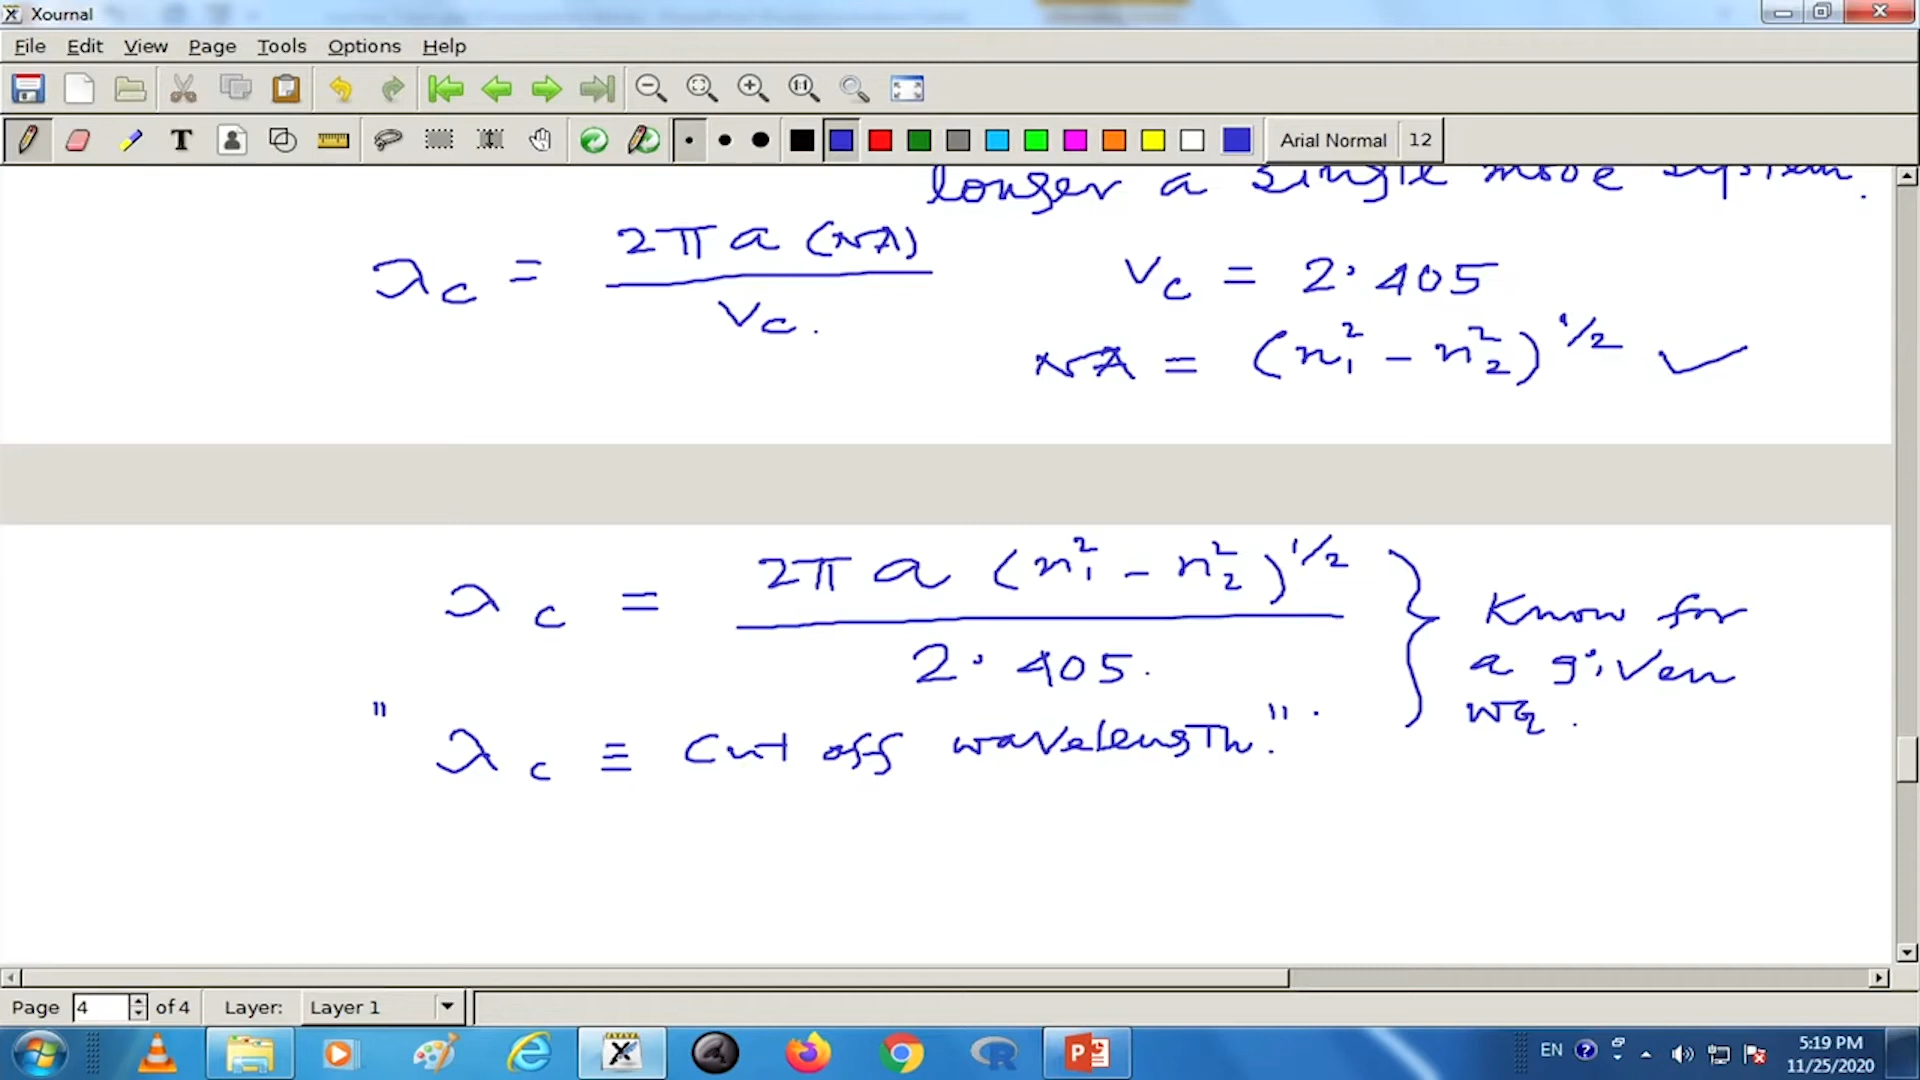 Xournal
File Edit View Page Tools Options Help
Arial Normal 12
longer a single mode system.
λc = 2πa (NA) / Vc.
Vc = 2.405
NA = (n₁² - n₂²)^1/2 ✓
λc = 2πa (n₁² - n₂²)^1/2 / 2.405.
Know for
a given
WG.
" λc ≡ Cut off wavelength." .
Page 4 of 4 Layer: Layer 1
EN
5:19 PM
11/25/2020